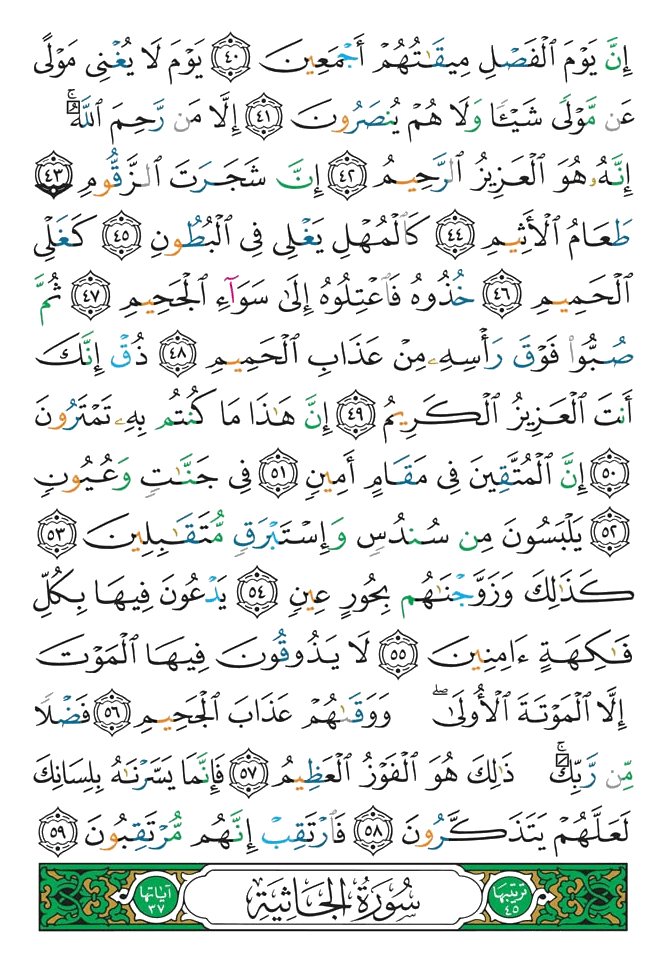 إِنَّ يَوْمَ ٱلْفَصْلِ مِيقَٰتُهُمْ أَجْمَعِينَ ٤٠ يَوْمَ لَا يُغْنِى مَوْلًى
عَن مَّوْلًى شَيْـًٔا وَلَا هُمْ يُنصَرُونَ ٤١ إِلَّا مَن رَّحِمَ ٱللَّهُ ۚ
إِنَّهُۥ هُوَ ٱلْعَزِيزُ ٱلرَّحِيمُ ٤٢ إِنَّ شَجَرَتَ ٱلزَّقُّومِ ٤٣
طَعَامُ ٱلْأَثِيمِ ٤٤ كَٱلْمُهْلِ يَغْلِى فِى ٱلْبُطُونِ ٤٥ كَغَلْىِ
ٱلْحَمِيمِ ٤٦ خُذُوهُ فَٱعْتِلُوهُ إِلَىٰ سَوَآءِ ٱلْجَحِيمِ ٤٧ ثُمَّ
صُبُّوا۟ فَوْقَ رَأْسِهِۦ مِنْ عَذَابِ ٱلْحَمِيمِ ٤٨ ذُقْ إِنَّكَ
أَنتَ ٱلْعَزِيزُ ٱلْكَرِيمُ ٤٩ إِنَّ هَٰذَا مَا كُنتُم بِهِۦ تَمْتَرُونَ
٥٠ إِنَّ ٱلْمُتَّقِينَ فِى مَقَامٍ أَمِينٍ ٥١ فِى جَنَّٰتٍ وَعُيُونٍ
٥٢ يَلْبَسُونَ مِن سُندُسٍ وَإِسْتَبْرَقٍ مُّتَقَٰبِلِينَ ٥٣
كَذَٰلِكَ وَزَوَّجْنَٰهُم بِحُورٍ عِينٍ ٥٤ يَدْعُونَ فِيهَا بِكُلِّ
فَٰكِهَةٍ ءَامِنِينَ ٥٥ لَا يَذُوقُونَ فِيهَا ٱلْمَوْتَ
إِلَّا ٱلْمَوْتَةَ ٱلْأُولَىٰ ۖ وَوَقَىٰهُمْ عَذَابَ ٱلْجَحِيمِ ٥٦ فَضْلًا
مِّن رَّبِّكَ ۚ ذَٰلِكَ هُوَ ٱلْفَوْزُ ٱلْعَظِيمُ ٥٧ فَإِنَّمَا يَسَّرْنَٰهُ بِلِسَانِكَ
لَعَلَّهُمْ يَتَذَكَّرُونَ ٥٨ فَٱرْتَقِبْ إِنَّهُم مُّرْتَقِبُونَ ٥٩
ترتيبها ٤٥ سُورَةُ الجَاثِيَةِ آياتها ٣٧